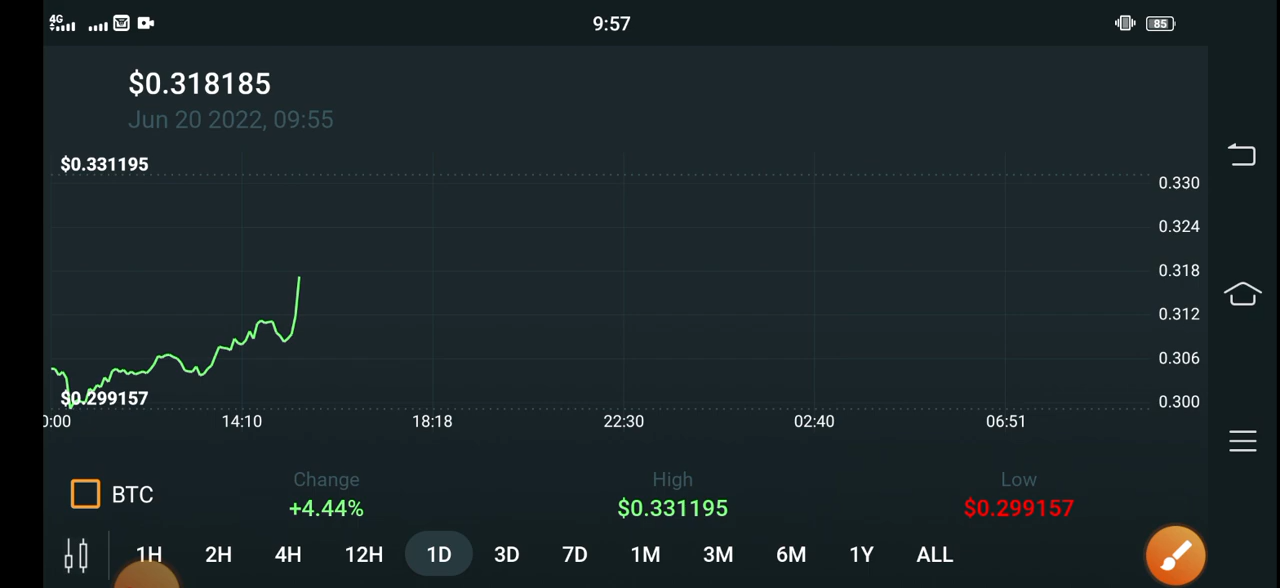 4G 9:57 85
$0.318185
Jun 20 2022, 09:55
$0.331195
0.330
0.324
0.318
0.312
0.306
$0.299157
0.300
0:00 14:10 18:18 22:30 02:40 06:51
Change High Low
BTC +4.44% $0.331195 $0.299157
1H 2H 4H 12H 1D 3D 7D 1M 3M 6M 1Y ALL